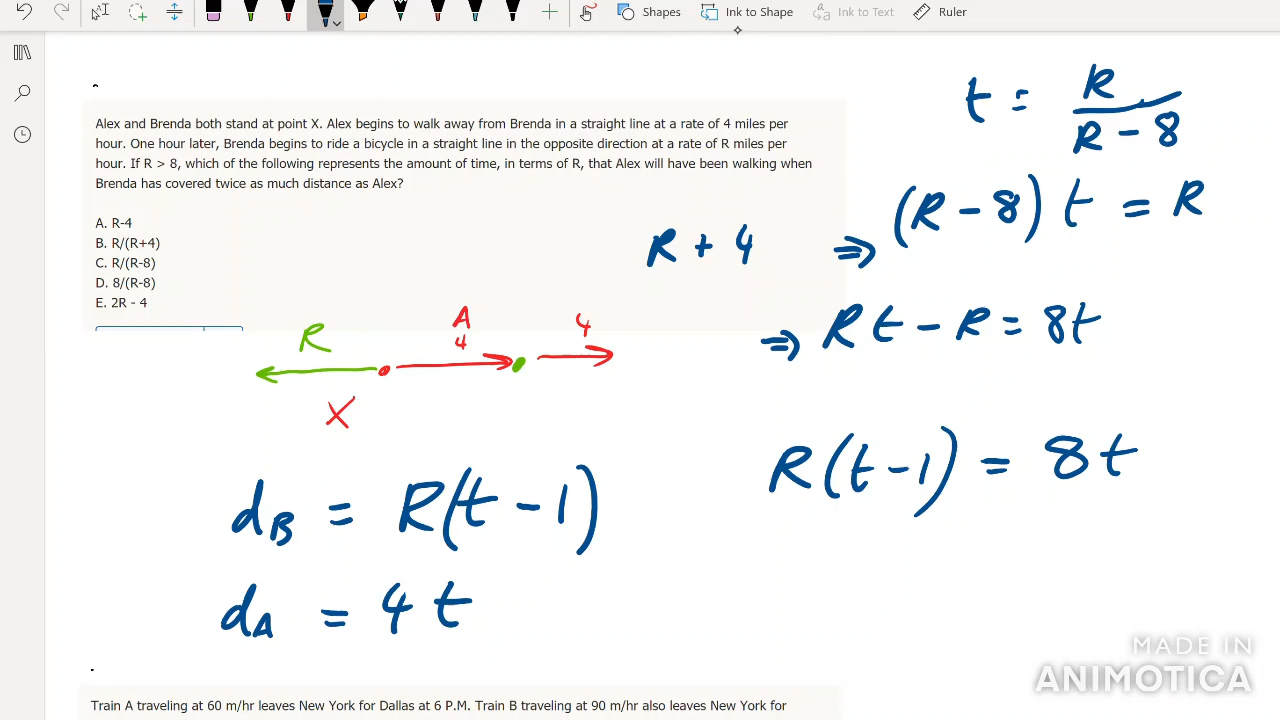 Shapes
Ink to Shape
Ink to Text
Ruler
Alex and Brenda both stand at point X. Alex begins to walk away from Brenda in a straight line at a rate of 4 miles per
hour. One hour later, Brenda begins to ride a bicycle in a straight line in the opposite direction at a rate of R miles per
hour. If R > 8, which of the following represents the amount of time, in terms of R, that Alex will have been walking when
Brenda has covered twice as much distance as Alex?
A. R-4
B. R/(R+4)
C. R/(R-8)
D. 8/(R-8)
E. 2R - 4
t = R/(R - 8)
(R - 8) t = R
R + 4
⇒
⇒ Rt - R = 8t
R(t - 1) = 8t
R
A
4
4
X
dB = R(t - 1)
dA = 4 t
MADE IN
ANIMOTICA
Train A traveling at 60 m/hr leaves New York for Dallas at 6 P.M. Train B traveling at 90 m/hr also leaves New York for